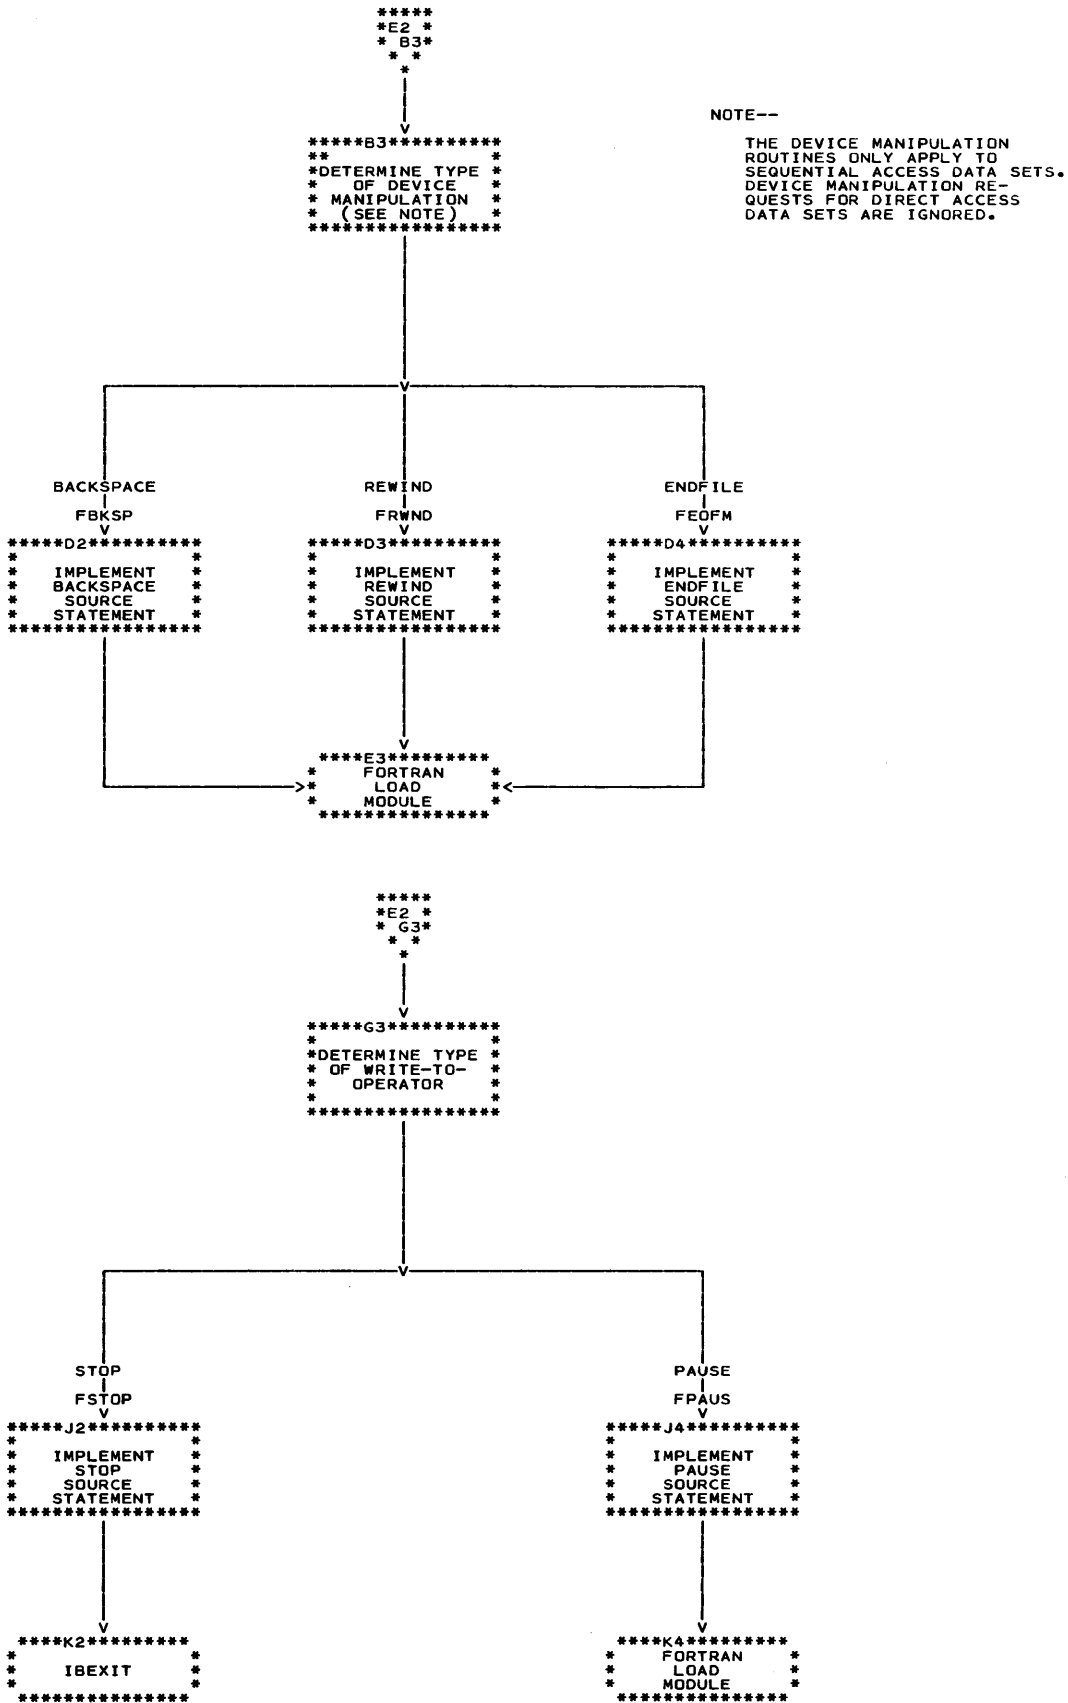 E2
B3
NOTE--
THE DEVICE MANIPULATION
ROUTINES ONLY APPLY TO
SEQUENTIAL ACCESS DATA SETS.
DEVICE MANIPULATION RE-
QUESTS FOR DIRECT ACCESS
DATA SETS ARE IGNORED.
*****B3**********
DETERMINE TYPE
OF DEVICE
MANIPULATION
(SEE NOTE)
BACKSPACE
REWIND
ENDFILE
FBKSP
FRWND
FEOFM
*****D2**********
IMPLEMENT
BACKSPACE
SOURCE
STATEMENT
*****D3**********
IMPLEMENT
REWIND
SOURCE
STATEMENT
*****D4**********
IMPLEMENT
ENDFILE
SOURCE
STATEMENT
****E3*********
FORTRAN
LOAD
MODULE
E2
G3
*****G3**********
DETERMINE TYPE
OF WRITE-TO-
OPERATOR
STOP
PAUSE
FSTOP
FPAUS
*****J2**********
IMPLEMENT
STOP
SOURCE
STATEMENT
*****J4**********
IMPLEMENT
PAUSE
SOURCE
STATEMENT
****K2*********
IBEXIT
****K4*********
FORTRAN
LOAD
MODULE